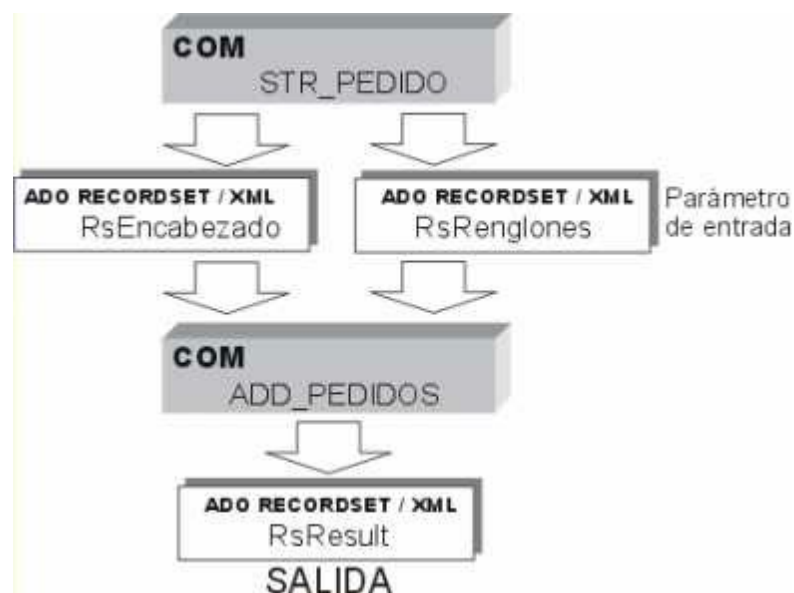 COM
STR_PEDIDO
ADO RECORDSET / XML
RsEncabezado
ADO RECORDSET / XML
RsRenglones
Parámetro
de entrada
COM
ADD_PEDIDOS
ADO RECORDSET / XML
RsResult
SALIDA